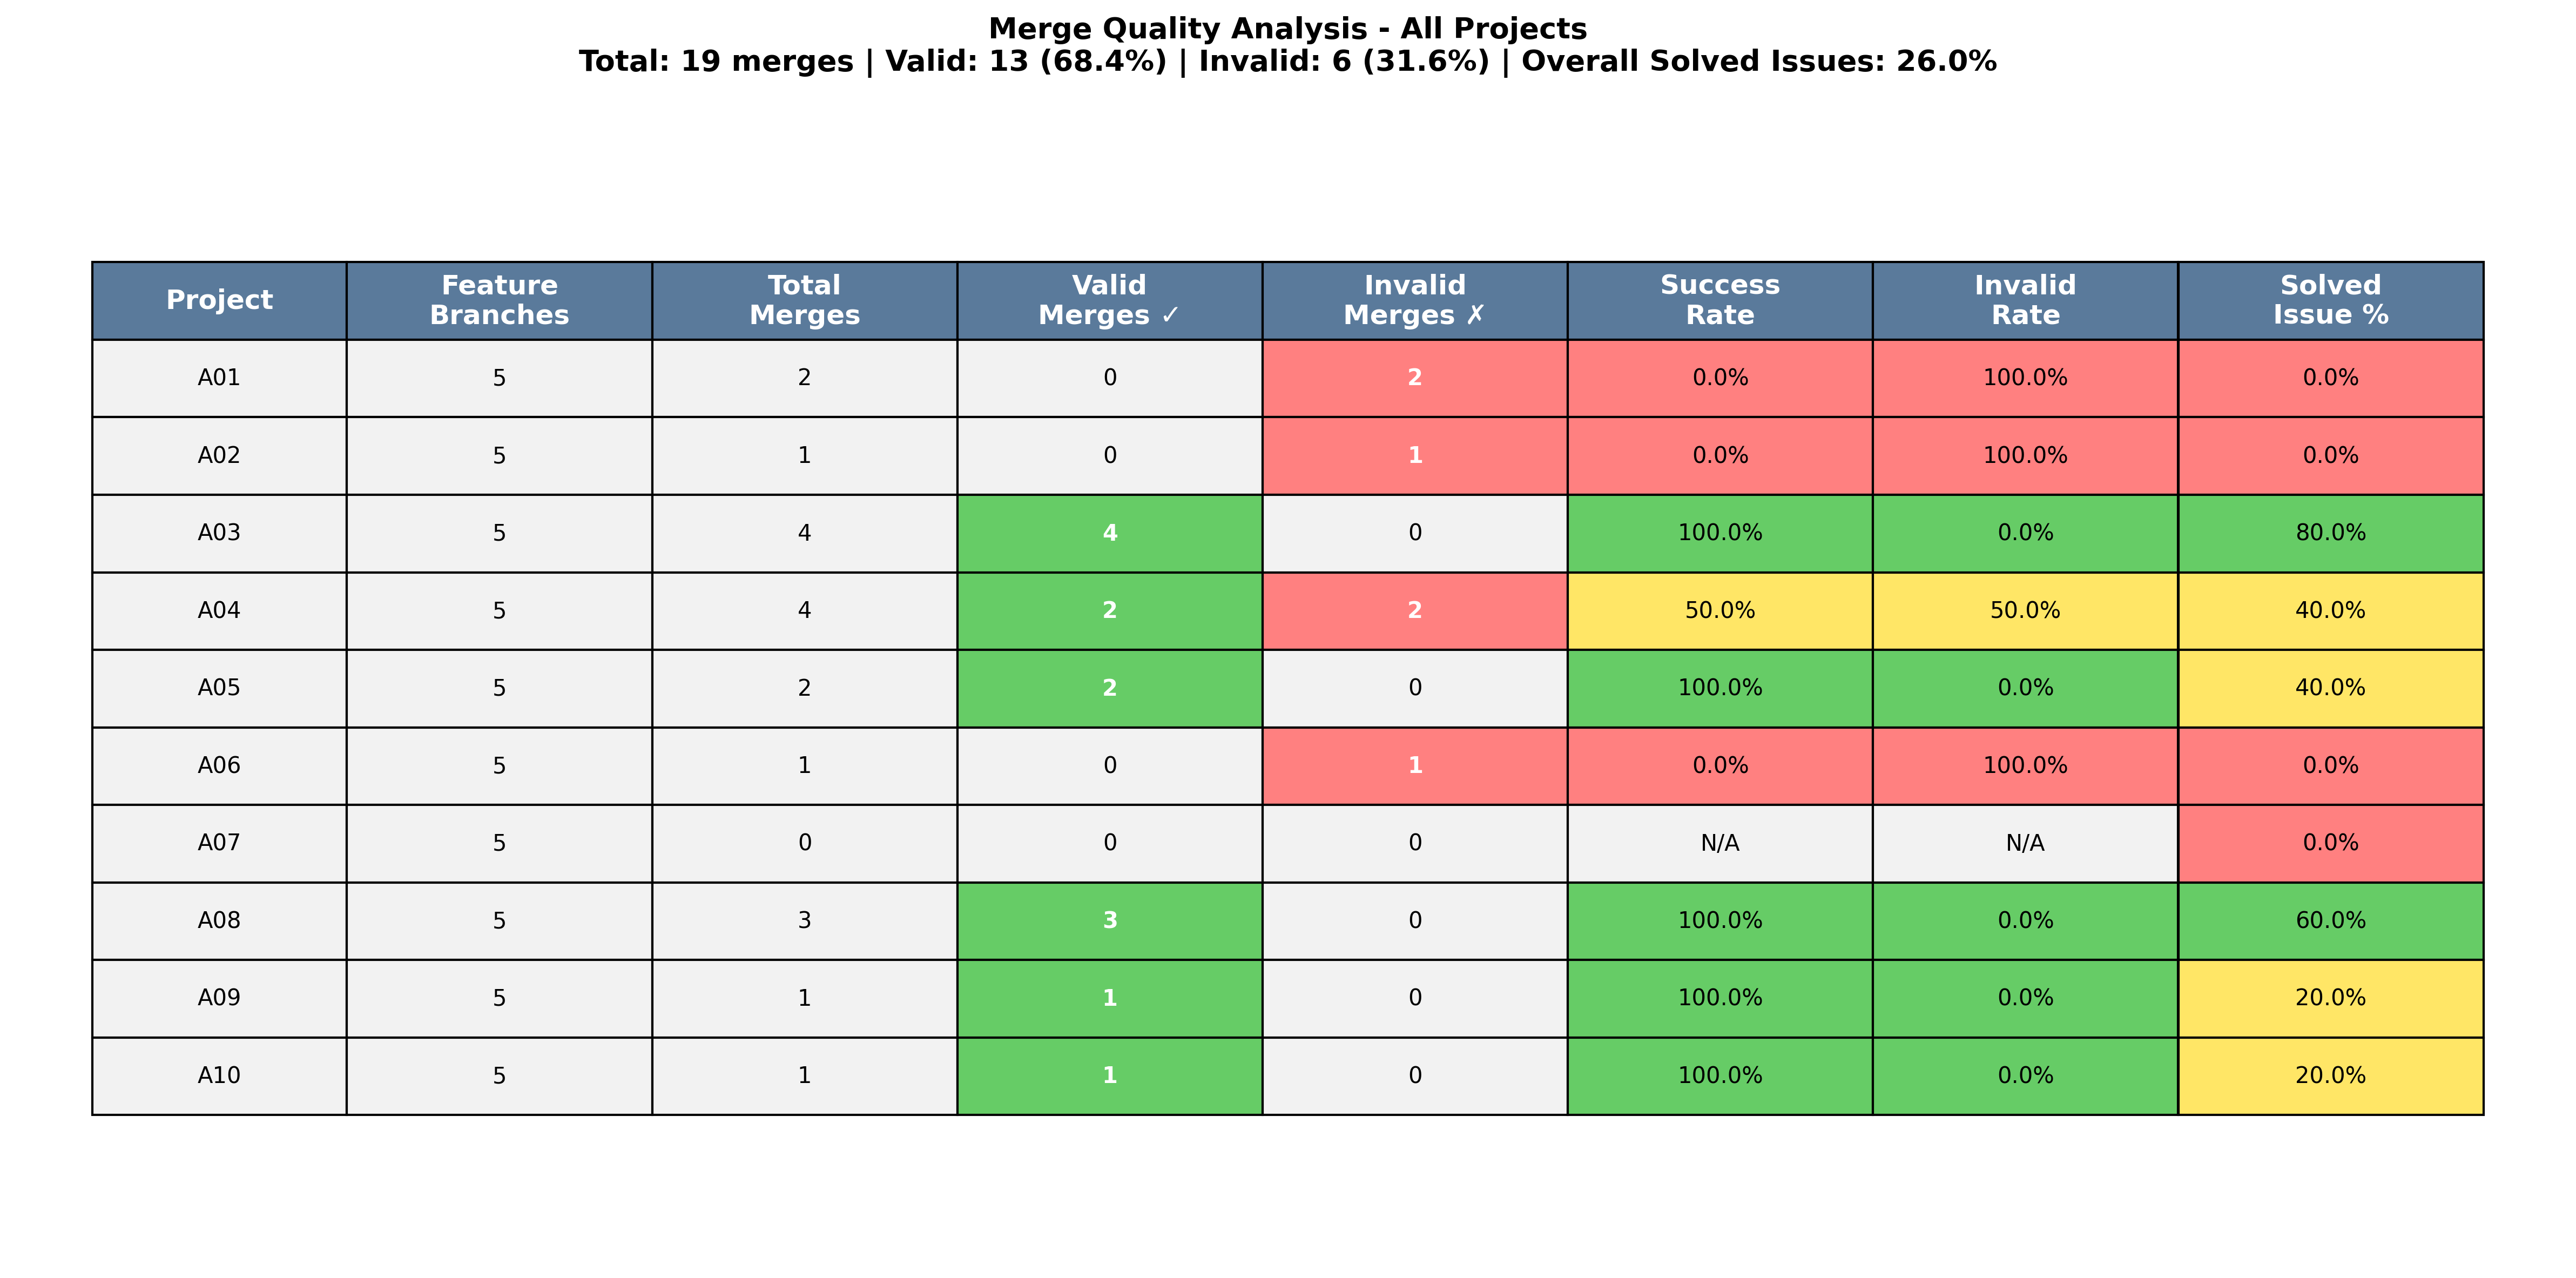 Merge Quality Analysis - All Projects
Total: 19 merges | Valid: 13 (68.4%) | Invalid: 6 (31.6%) | Overall Solved Issues: 26.0%
Project Feature Branches Total Merges Valid Merges ✓ Invalid Merges ✗ Success Rate Invalid Rate Solved Issue %
A01 5 2 0 2 0.0% 100.0% 0.0%
A02 5 1 0 1 0.0% 100.0% 0.0%
A03 5 4 4 0 100.0% 0.0% 80.0%
A04 5 4 2 2 50.0% 50.0% 40.0%
A05 5 2 2 0 100.0% 0.0% 40.0%
A06 5 1 0 1 0.0% 100.0% 0.0%
A07 5 0 0 0 N/A N/A 0.0%
A08 5 3 3 0 100.0% 0.0% 60.0%
A09 5 1 1 0 100.0% 0.0% 20.0%
A10 5 1 1 0 100.0% 0.0% 20.0%